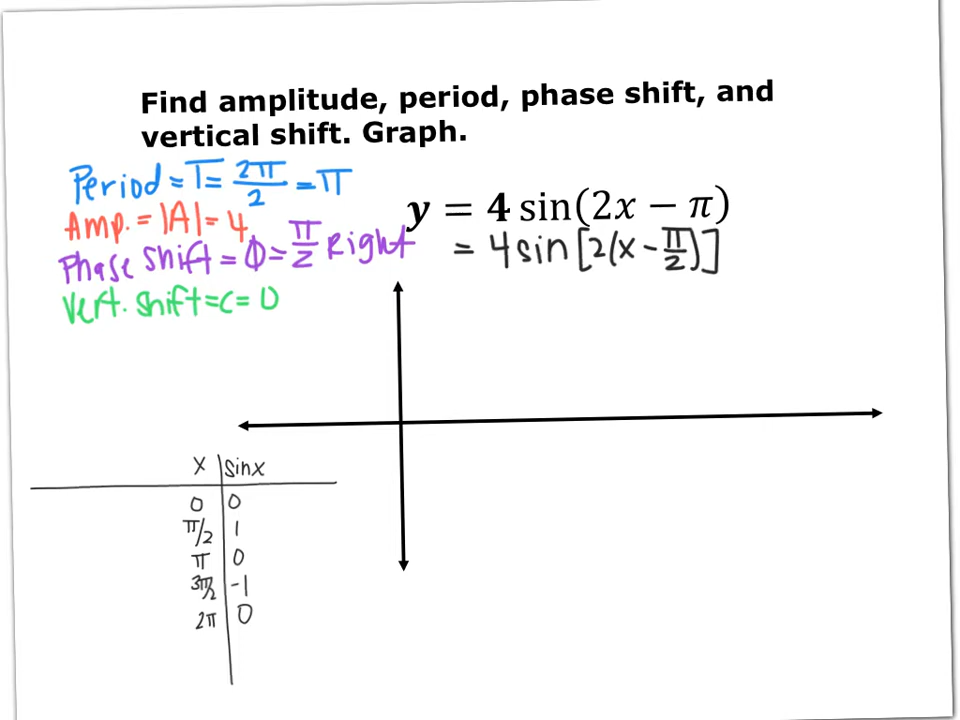 Find amplitude, period, phase shift, and
vertical shift. Graph.
Period = T = 2π/2 = π
Amp. = |A| = 4
Phase Shift = φ = π/2 Right
Vert. Shift = c = 0
y = 4 sin(2x − π)
= 4 sin [2(x - π/2)]
x | sin x
0 | 0
π/2 | 1
π | 0
3π/2 | -1
2π | 0